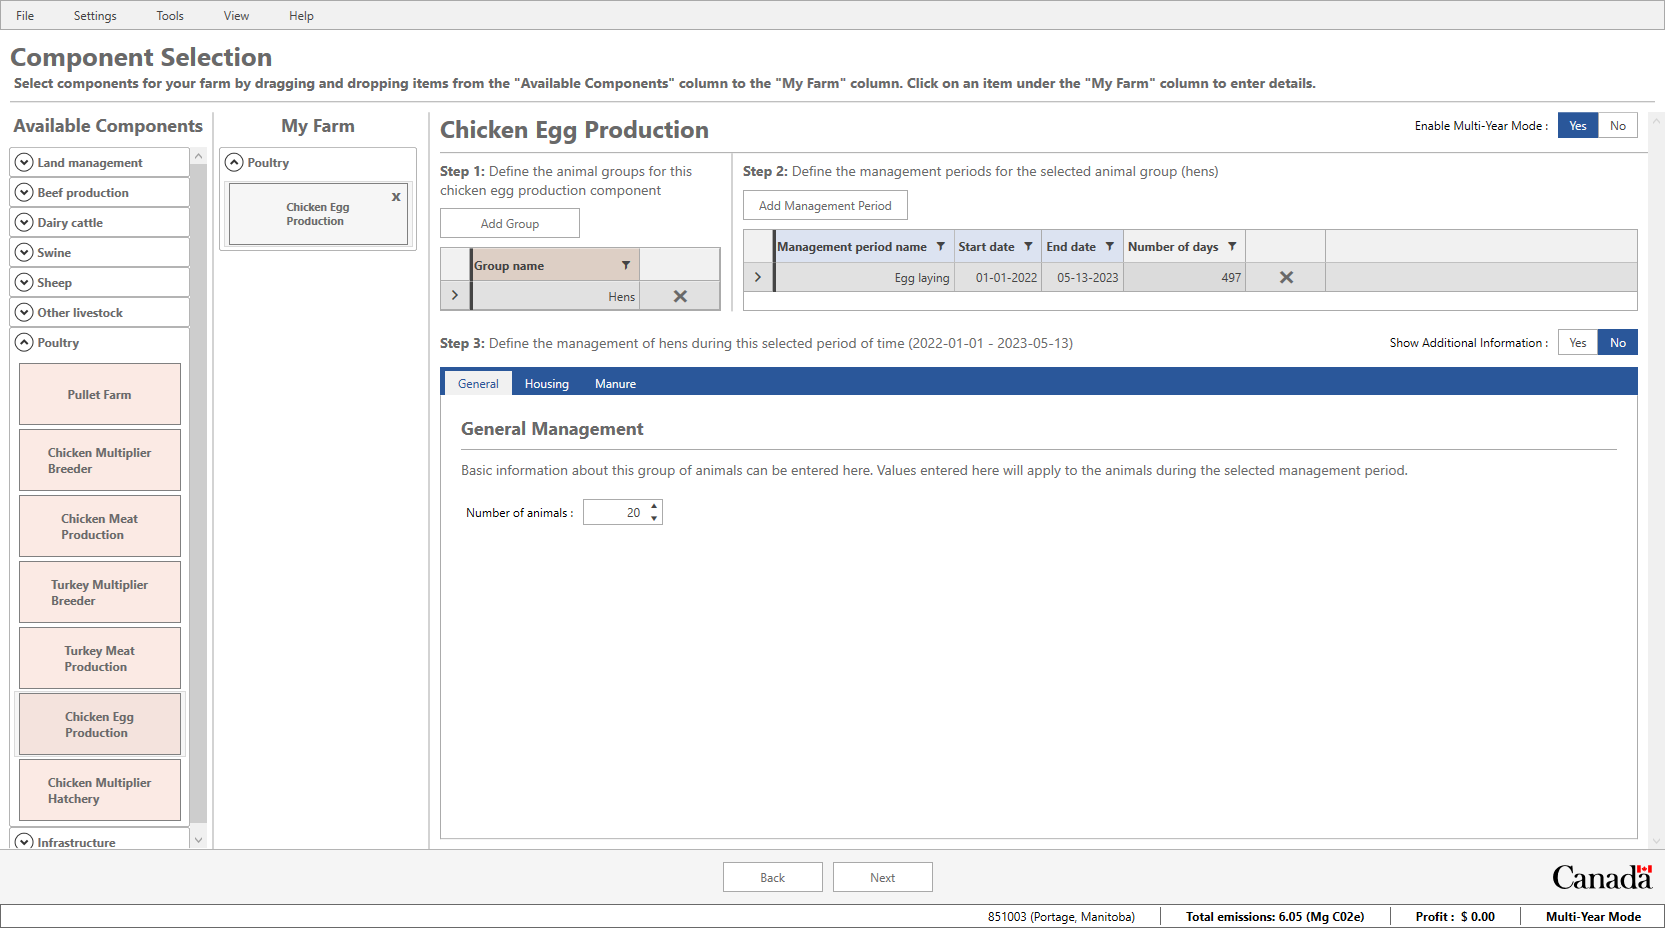 File Settings Tools View Help
Component Selection
Select components for your farm by dragging and dropping items from the "Available Components" column to the "My Farm" column. Click on an item under the "My Farm" column to enter details.
Available Components
Land management
Beef production
Dairy cattle
Swine
Sheep
Other livestock
Poultry
Pullet Farm
Chicken Multiplier
Breeder
Chicken Meat
Production
Turkey Multiplier
Breeder
Turkey Meat
Production
Chicken Egg
Production
Chicken Multiplier
Hatchery
Infrastructure
My Farm
Poultry
Chicken Egg
Production
x
Chicken Egg Production
Enable Multi-Year Mode : Yes No
Step 1: Define the animal groups for this
chicken egg production component
Add Group
Group name
Hens
Step 2: Define the management periods for the selected animal group (hens)
Add Management Period
Management period name Start date End date Number of days
Egg laying 01-01-2022 05-13-2023 497
Step 3: Define the management of hens during this selected period of time (2022-01-01 - 2023-05-13)
Show Additional Information : Yes No
General Housing Manure
General Management
Basic information about this group of animals can be entered here. Values entered here will apply to the animals during the selected management period.
Number of animals : 20
Back Next
Canada
851003 (Portage, Manitoba) Total emissions: 6.05 (Mg C02e) Profit : $ 0.00 Multi-Year Mode